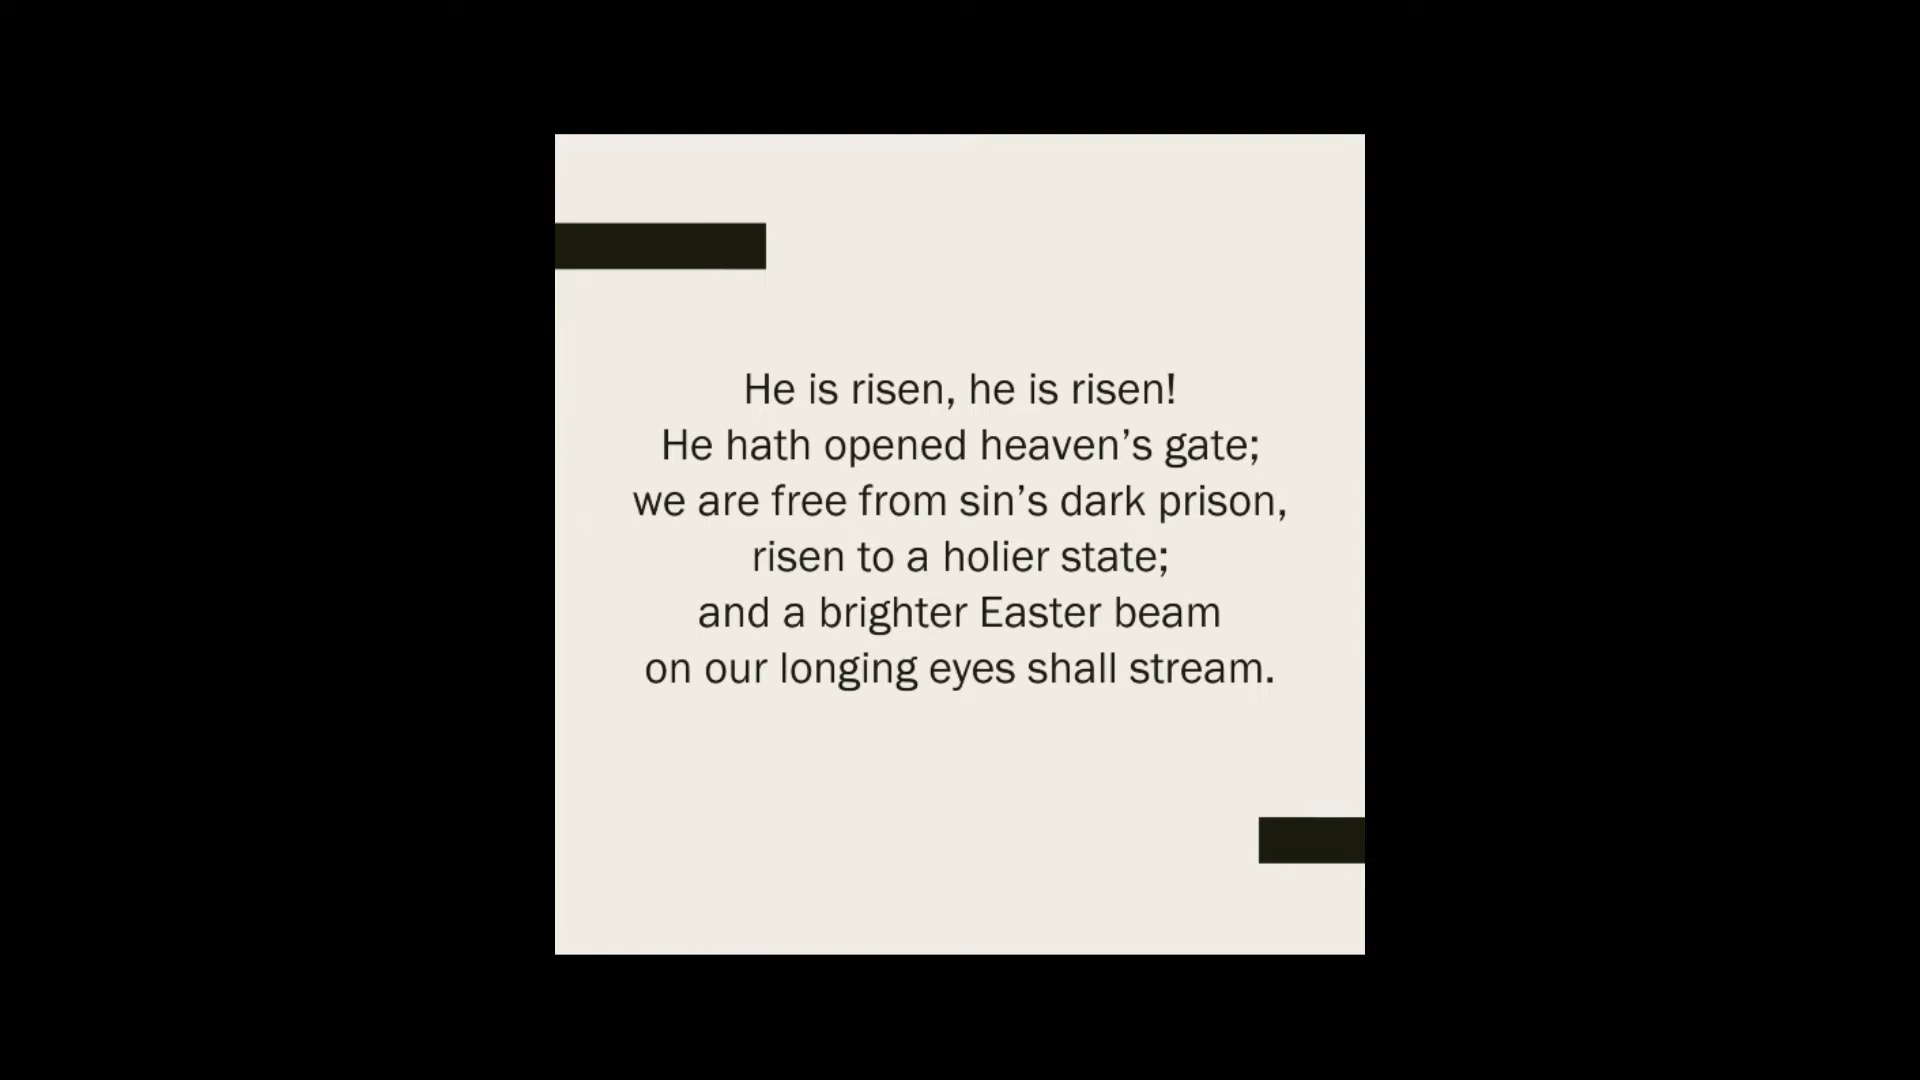 He is risen, he is risen!
He hath opened heaven’s gate;
we are free from sin’s dark prison,
risen to a holier state;
and a brighter Easter beam
on our longing eyes shall stream.